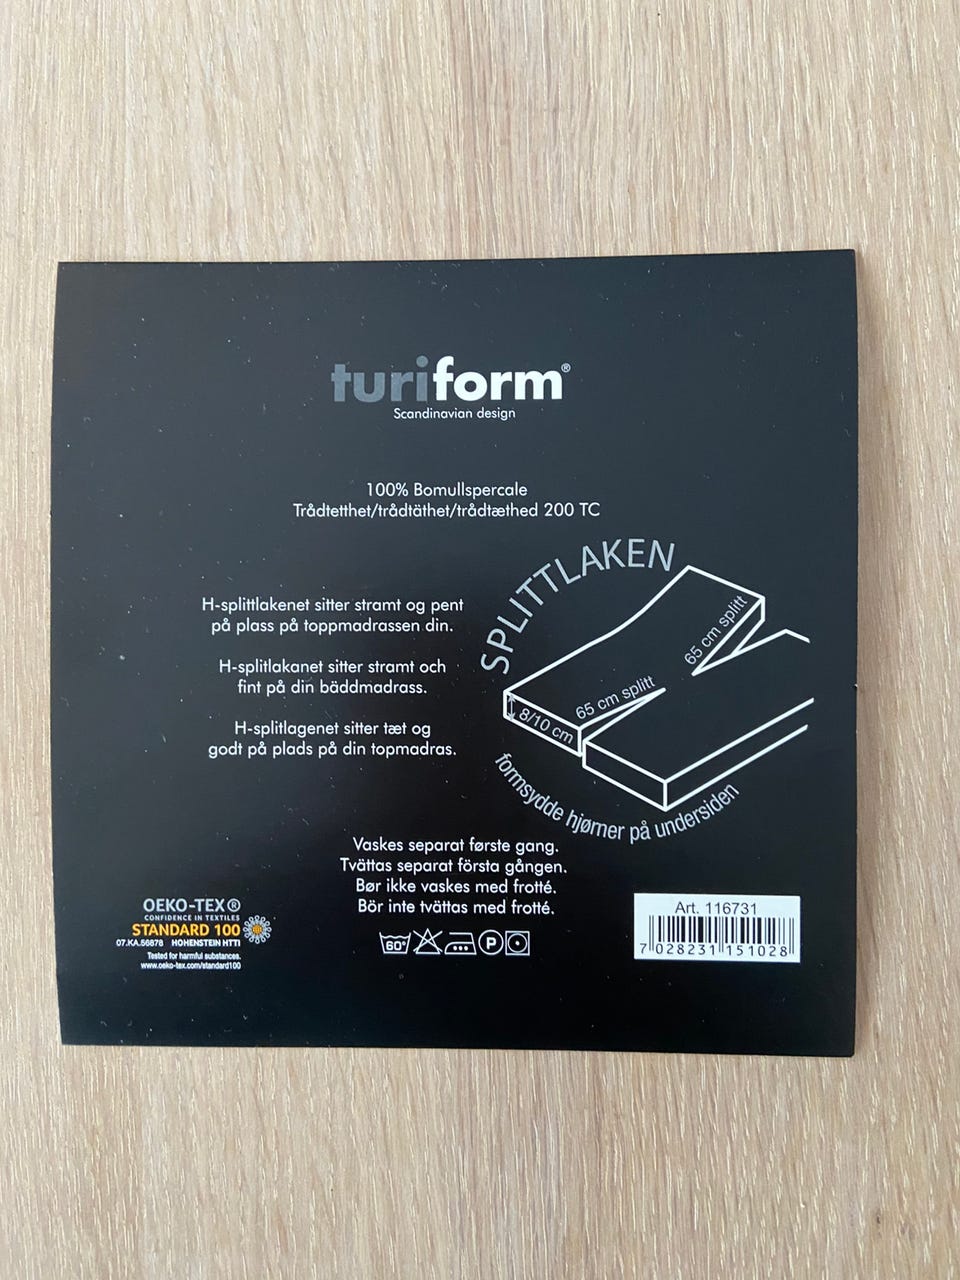 turiform®
Scandinavian design
100% Bomullspercale
Trådtetthet/trådtäthet/trådtæthed 200 TC
SPLITTLAKEN
65 cm splitt
65 cm splitt
8/10 cm
formsydde hjørner på undersiden
H-splittlakenet sitter stramt og pent
på plass på toppmadrassen din.
H-splitlakanet sitter stramt och
fint på din bäddmadrass.
H-splitlagenet sitter tæt og
godt på plads på din topmadras.
Vaskes separat første gang.
Tvättas separat första gången.
Bør ikke vaskes med frotté.
Bör inte tvättas med frotté.
60°
P
OEKO-TEX®
CONFIDENCE IN TEXTILES
STANDARD 100
07.KA.56878 HOHENSTEIN HTTI
Tested for harmful substances.
www.oeko-tex.com/standard100
Art. 116731
7 028231 151028